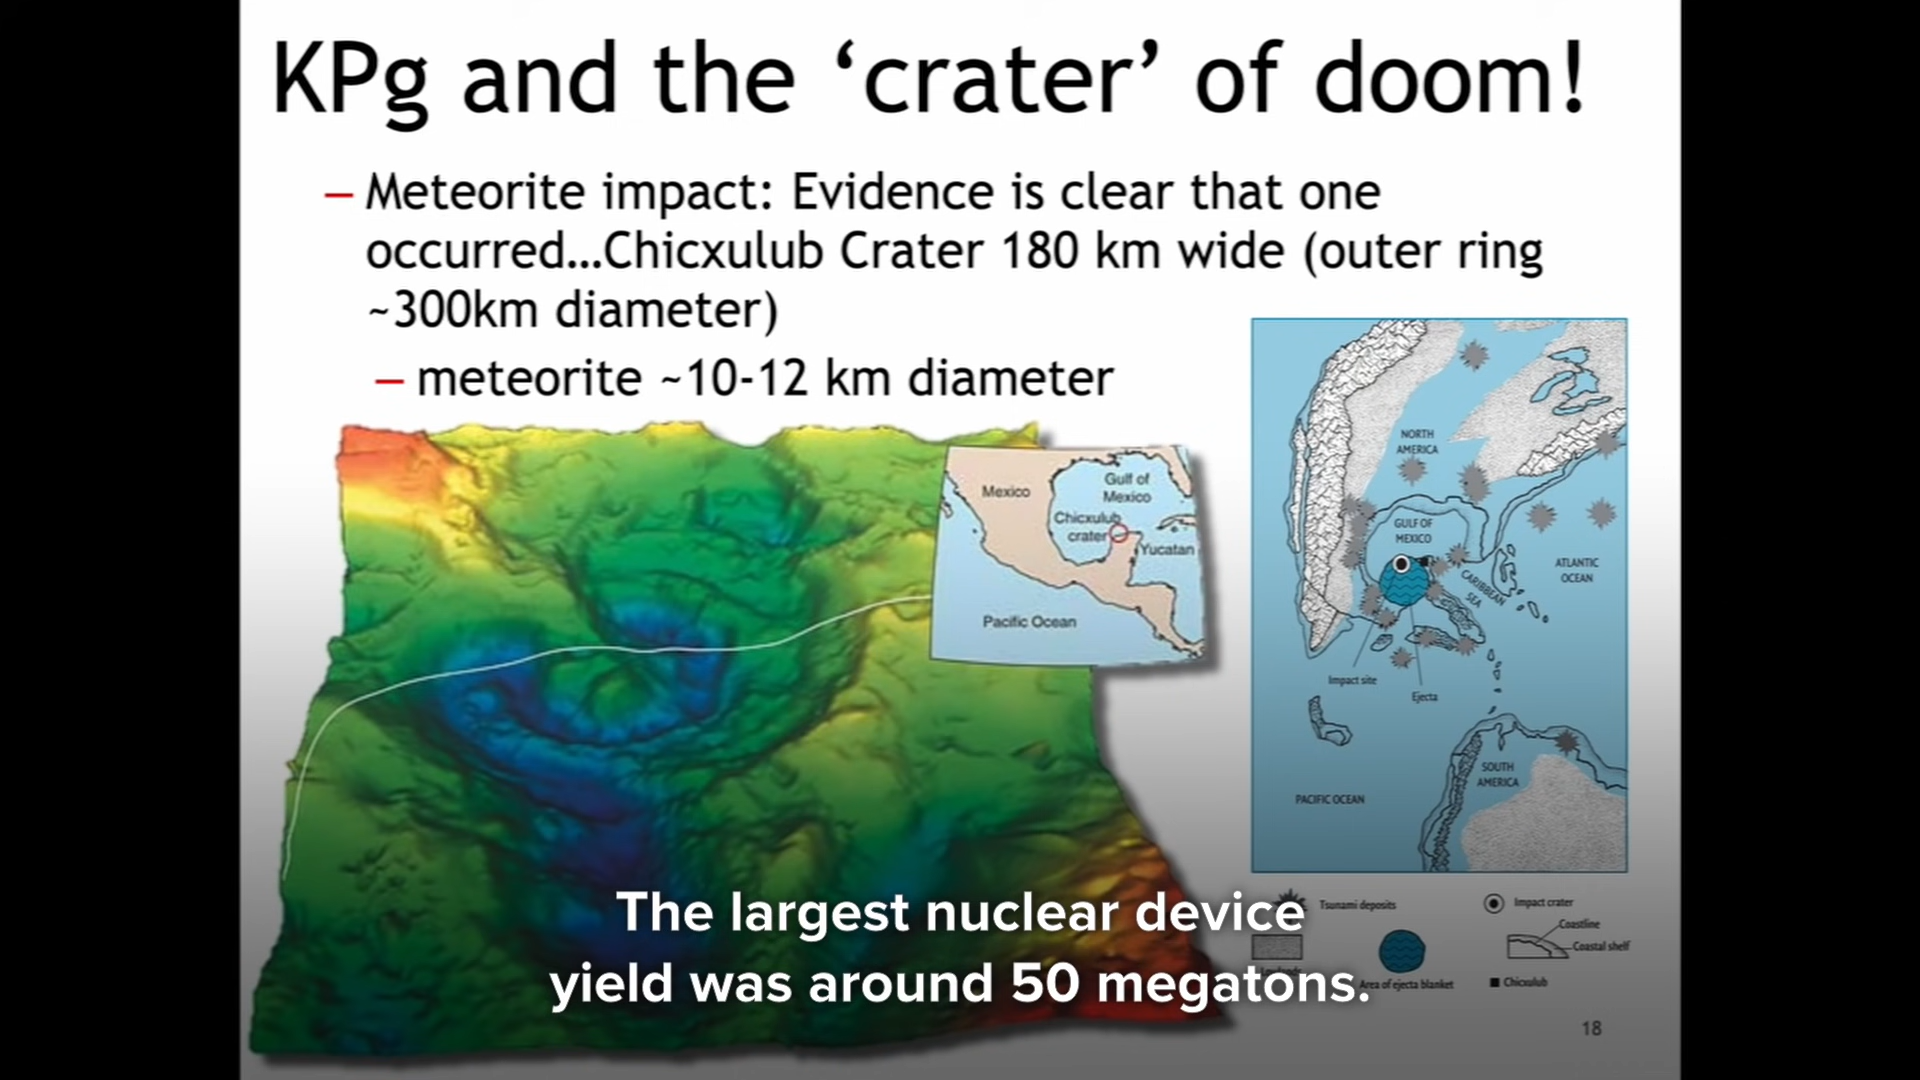 KPg and the ‘crater’ of doom!
– Meteorite impact: Evidence is clear that one
occurred…Chicxulub Crater 180 km wide (outer ring
~300km diameter)
– meteorite ~10-12 km diameter
Mexico
Gulf of
Mexico
Chicxulub
crater
Yucatan
Pacific Ocean
NORTH
AMERICA
GULF OF
MEXICO
ATLANTIC
OCEAN
CARIBBEAN
SEA
Impact site
Ejecta
SOUTH
AMERICA
PACIFIC OCEAN
Tsunami deposits
Impact crater
Coastline
Coastal shelf
Area of ejecta blanket
Chicxulub
The largest nuclear device
yield was around 50 megatons.
18